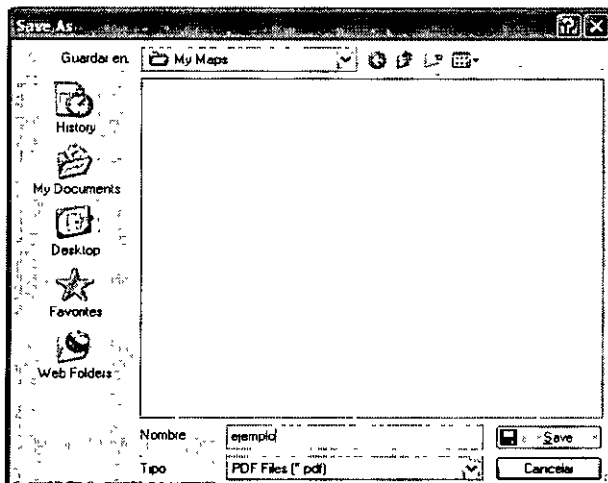 Save As
Guardar en
My Maps
History
My Documents
Desktop
Favorites
Web Folders
Nombre
ejemplo
Save
Tipo
PDF Files (*.pdf)
Cancelar